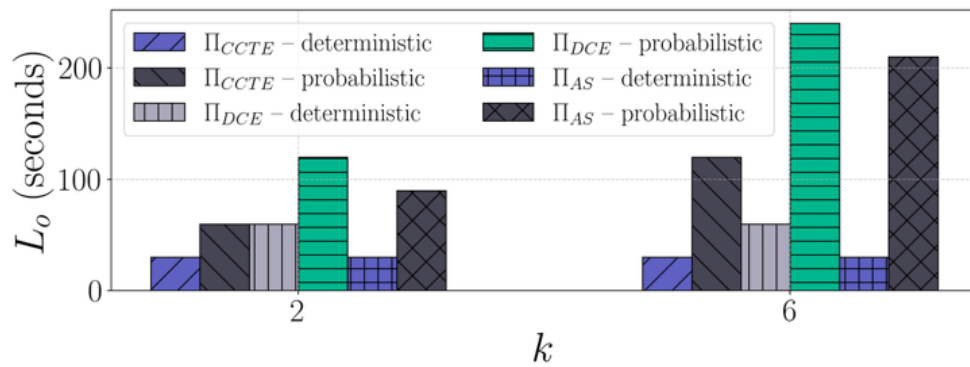 Π_CCTE – deterministic
Π_CCTE – probabilistic
Π_DCE – deterministic
Π_DCE – probabilistic
Π_AS – deterministic
Π_AS – probabilistic
L_o (seconds)
200
100
0
2
6
k